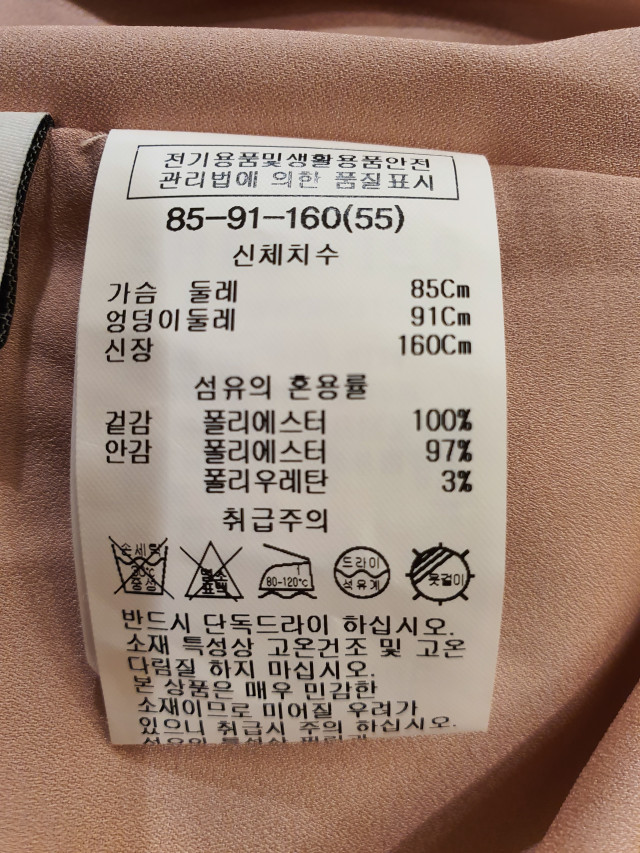 전기용품및생활용품안전
관리법에 의한 품질표시
85-91-160(55)
신체치수
가슴 둘레 85Cm
엉덩이둘레 91Cm
신장 160Cm
섬유의 혼용률
겉감 폴리에스터 100%
안감 폴리에스터 97%
폴리우레탄 3%
취급주의
손세탁 30℃ 중성
염소 표백
80-120℃
드라이 석유계
옷걸이
반드시 단독드라이 하십시오.
소재 특성상 고온건조 및 고온
다림질 하지 마십시오.
본 상품은 매우 민감한
소재이므로 미어질 우려가
있으니 취급시 주의 하십시오.